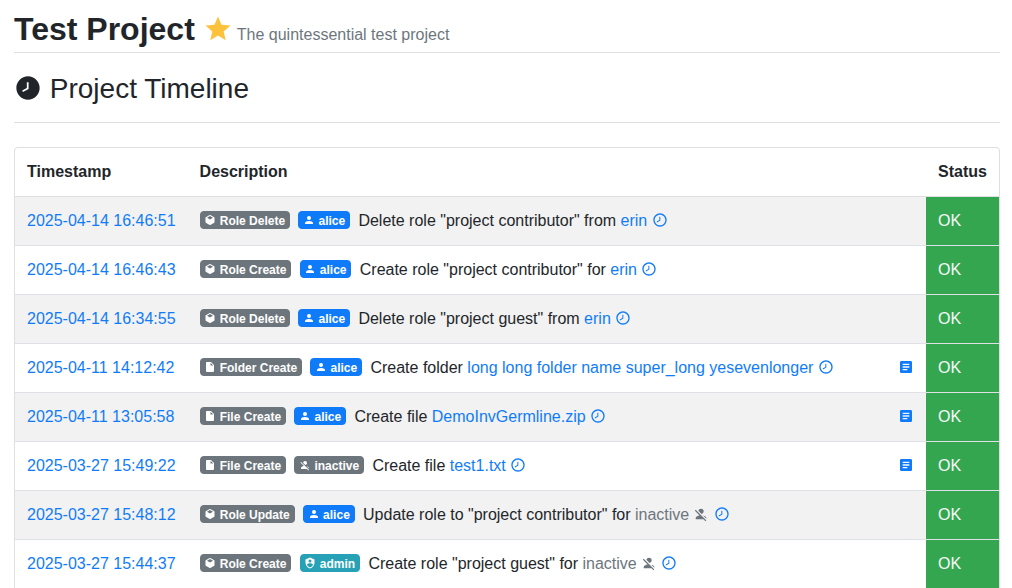 Test Project The quintessential test project
Project Timeline
Timestamp Description Status
2025-04-14 16:46:51 Role Delete alice Delete role "project contributor" from erin OK
2025-04-14 16:46:43 Role Create alice Create role "project contributor" for erin OK
2025-04-14 16:34:55 Role Delete alice Delete role "project guest" from erin OK
2025-04-11 14:12:42 Folder Create alice Create folder long long folder name super_long yesevenlonger OK
2025-04-11 13:05:58 File Create alice Create file DemoInvGermline.zip OK
2025-03-27 15:49:22 File Create inactive Create file test1.txt OK
2025-03-27 15:48:12 Role Update alice Update role to "project contributor" for inactive OK
2025-03-27 15:44:37 Role Create admin Create role "project guest" for inactive OK